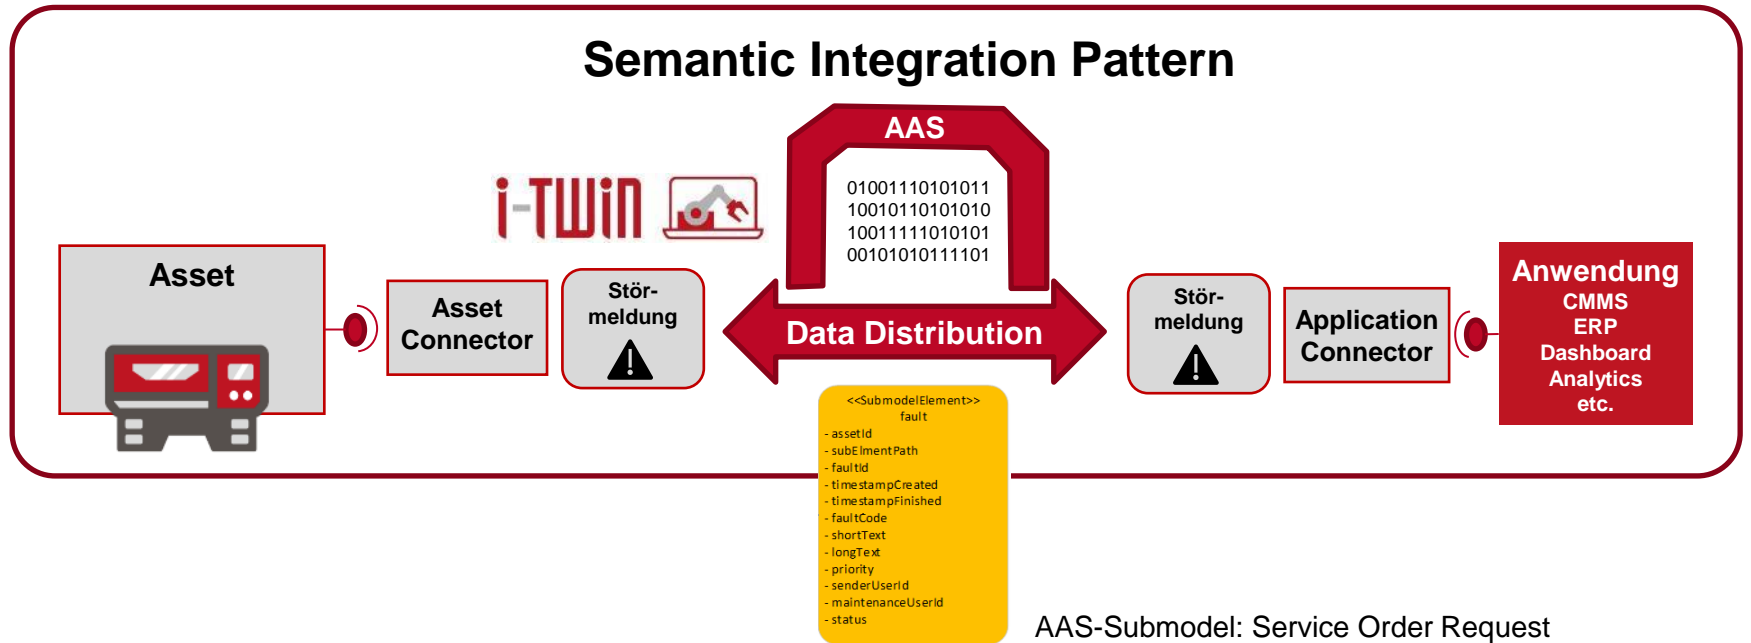 Semantic Integration Pattern
AAS
01001110101011
10010110101010
10011111010101
00101010111101
i-TWiN
Asset
Asset
Connector
Stör-
meldung
Data Distribution
Stör-
meldung
Application
Connector
Anwendung
CMMS
ERP
Dashboard
Analytics
etc.
<<SubmodelElement>>
fault
- assetId
- subElmentPath
- faultId
- timestampCreated
- timestampFinished
- faultCode
- shortText
- longText
- priority
- senderUserId
- maintenanceUserId
- status
AAS-Submodel: Service Order Request